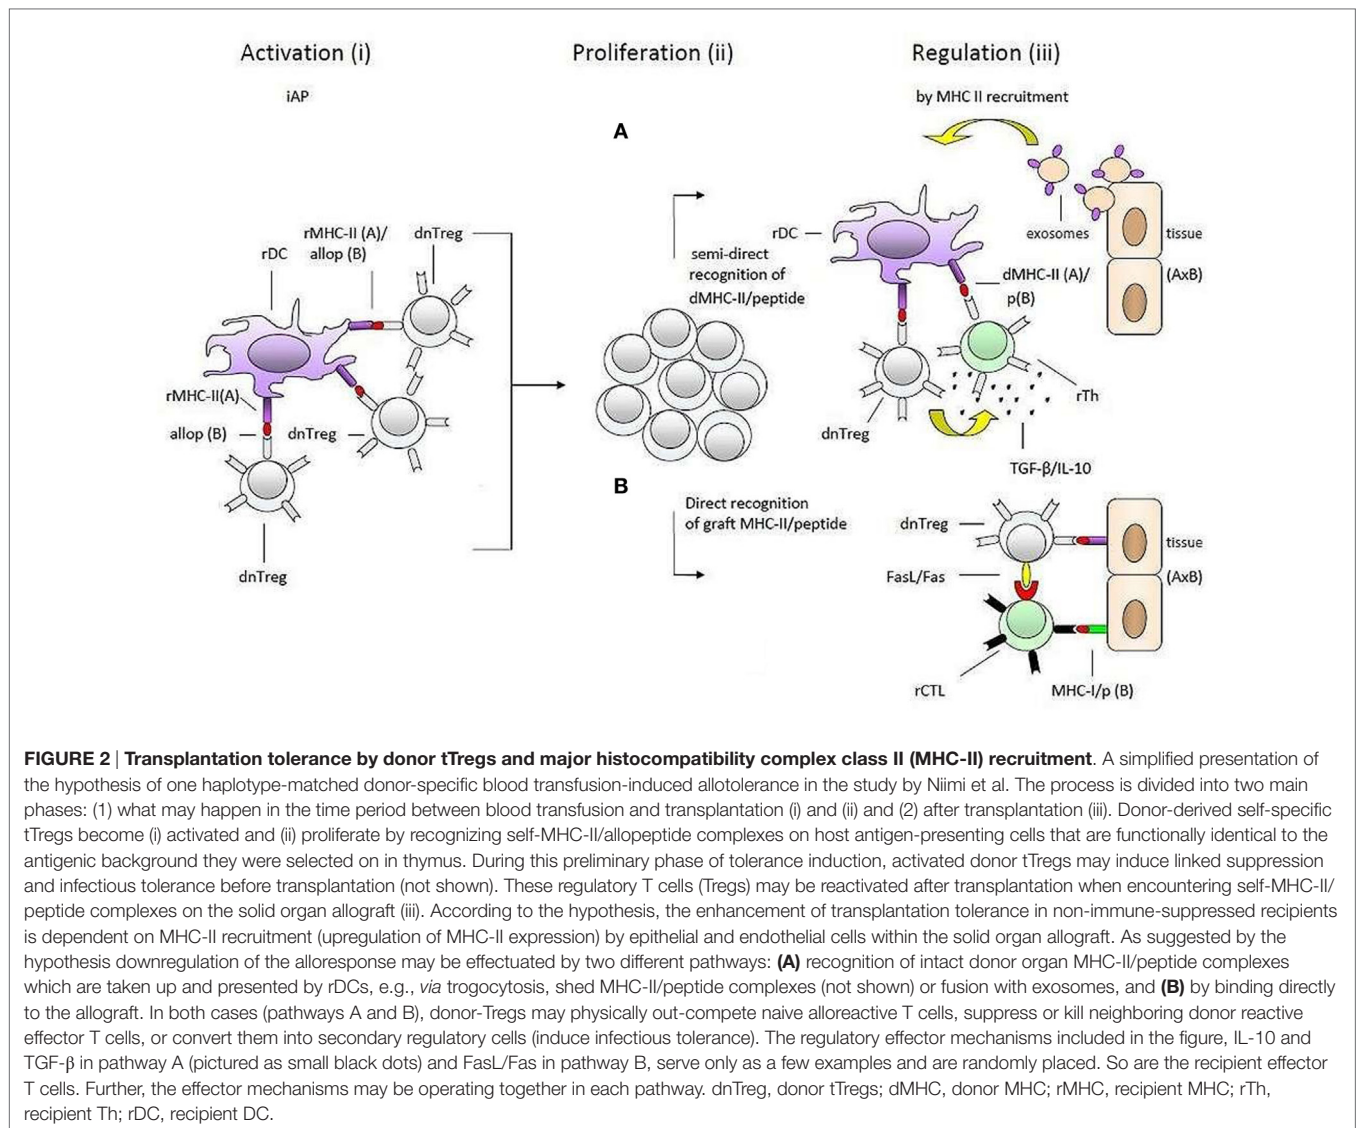 Activation (i)
Proliferation (ii)
Regulation (iii)
iAP
by MHC II recruitment
A
rMHC-II (A)/
allop (B)
dnTreg
rDC
rMHC-II(A)
allop (B)
dnTreg
dnTreg
semi-direct
recognition of
dMHC-II/peptide
rDC
exosomes
tissue
(AxB)
dMHC-II (A)/
p(B)
rTh
dnTreg
TGF-β/IL-10
B
Direct recognition
of graft MHC-II/peptide
dnTreg
tissue
(AxB)
FasL/Fas
rCTL
MHC-I/p (B)
FIGURE 2 | Transplantation tolerance by donor tTregs and major histocompatibility complex class II (MHC-II) recruitment. A simplified presentation of
the hypothesis of one haplotype-matched donor-specific blood transfusion-induced allotolerance in the study by Niimi et al. The process is divided into two main
phases: (1) what may happen in the time period between blood transfusion and transplantation (i) and (ii) and (2) after transplantation (iii). Donor-derived self-specific
tTregs become (i) activated and (ii) proliferate by recognizing self-MHC-II/allopeptide complexes on host antigen-presenting cells that are functionally identical to the
antigenic background they were selected on in thymus. During this preliminary phase of tolerance induction, activated donor tTregs may induce linked suppression
and infectious tolerance before transplantation (not shown). These regulatory T cells (Tregs) may be reactivated after transplantation when encountering self-MHC-II/
peptide complexes on the solid organ allograft (iii). According to the hypothesis, the enhancement of transplantation tolerance in non-immune-suppressed recipients
is dependent on MHC-II recruitment (upregulation of MHC-II expression) by epithelial and endothelial cells within the solid organ allograft. As suggested by the
hypothesis downregulation of the alloresponse may be effectuated by two different pathways: (A) recognition of intact donor organ MHC-II/peptide complexes
which are taken up and presented by rDCs, e.g., via trogocytosis, shed MHC-II/peptide complexes (not shown) or fusion with exosomes, and (B) by binding directly
to the allograft. In both cases (pathways A and B), donor-Tregs may physically out-compete naive alloreactive T cells, suppress or kill neighboring donor reactive
effector T cells, or convert them into secondary regulatory cells (induce infectious tolerance). The regulatory effector mechanisms included in the figure, IL-10 and
TGF-β in pathway A (pictured as small black dots) and FasL/Fas in pathway B, serve only as a few examples and are randomly placed. So are the recipient effector
T cells. Further, the effector mechanisms may be operating together in each pathway. dnTreg, donor tTregs; dMHC, donor MHC; rMHC, recipient MHC; rTh,
recipient Th; rDC, recipient DC.